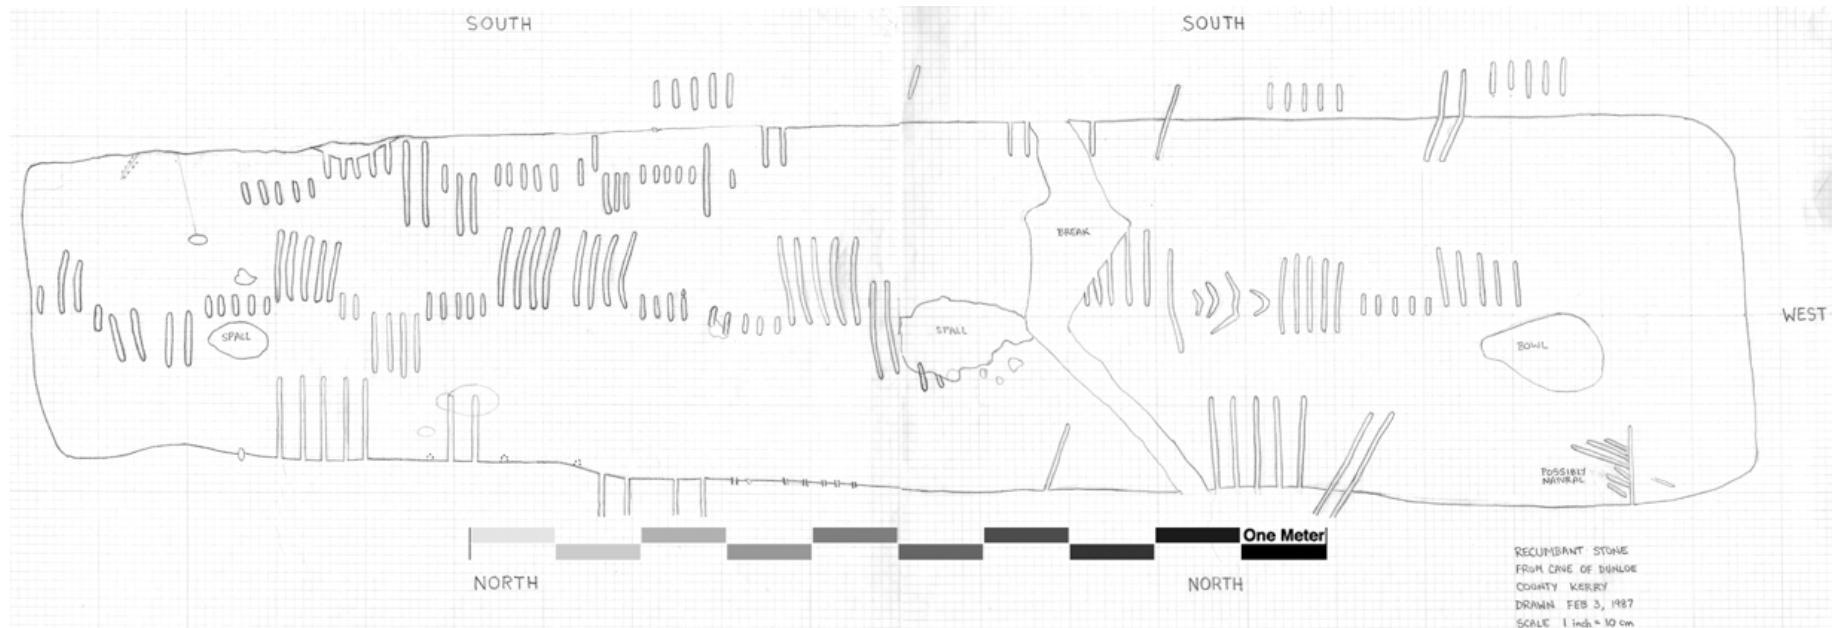 SOUTH
SOUTH
BREAK
SPALL
SPALL
WEST
BOWL
POSSIBLY
NATURAL
One Meter
NORTH
NORTH
RECUMBANT STONE
FROM CAVE OF DUNLOE
COUNTY KERRY
DRAWN FEB 3, 1987
SCALE 1 inch = 10 cm